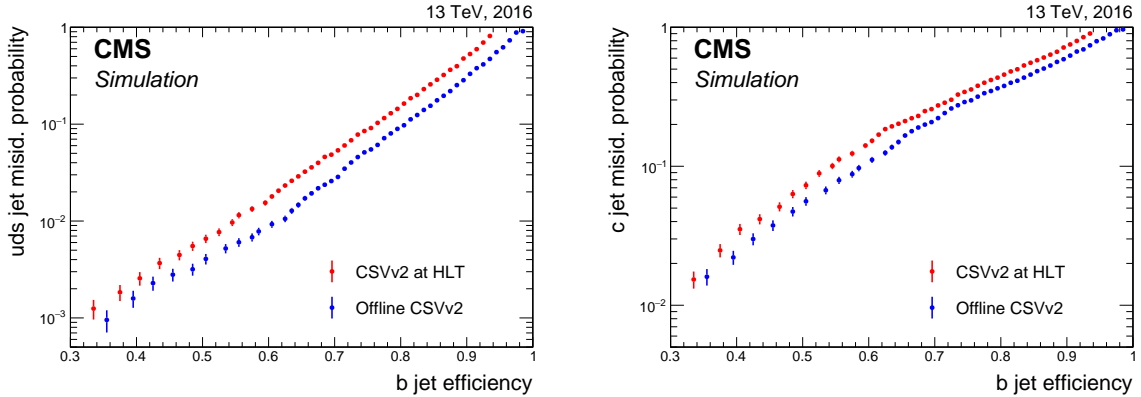 13 TeV, 2016
CMS
Simulation
uds jet misid. probability
1
10⁻¹
10⁻²
10⁻³
CSVv2 at HLT
Offline CSVv2
0.3 0.4 0.5 0.6 0.7 0.8 0.9 1
b jet efficiency
13 TeV, 2016
CMS
Simulation
c jet misid. probability
1
10⁻¹
10⁻²
CSVv2 at HLT
Offline CSVv2
0.3 0.4 0.5 0.6 0.7 0.8 0.9 1
b jet efficiency